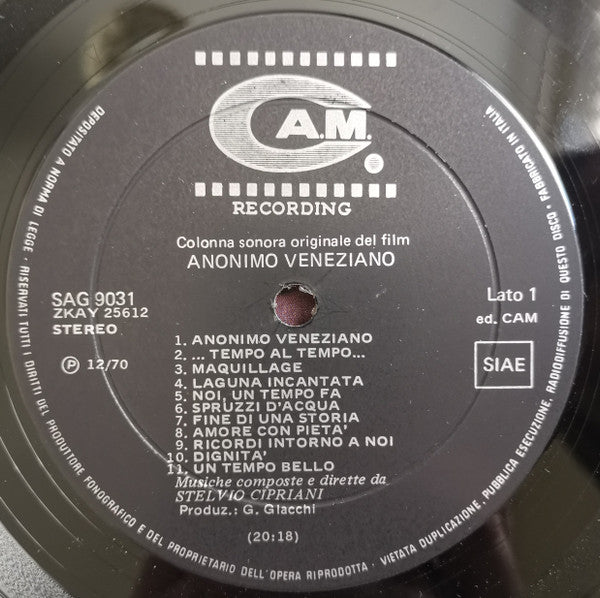 C A.M.
RECORDING
Colonna sonora originale del film
ANONIMO VENEZIANO
SAG 9031
ZKAY 25612
STEREO
℗ 12/70
Lato 1
ed. CAM
SIAE
1. ANONIMO VENEZIANO
2. ... TEMPO AL TEMPO...
3. MAQUILLAGE
4. LAGUNA INCANTATA
5. NOI, UN TEMPO FA
6. SPRUZZI D'ACQUA
7. FINE DI UNA STORIA
8. AMORE CON PIETA'
9. RICORDI INTORNO A NOI
10. DIGNITA'
11. UN TEMPO BELLO
Musiche composte e dirette da
STELVIO CIPRIANI
Produz.: G. Giacchi
(20:18)
DEPOSITATO A NORMA DI LEGGE · RISERVATI TUTTI I DIRITTI DEL PRODUTTORE FONOGRAFICO E DEL PROPRIETARIO DELL'OPERA RIPRODOTTA · VIETATA DUPLICAZIONE, PUBBLICA ESECUZIONE, RADIODIFFUSIONE DI QUESTO DISCO · FABBRICATO IN ITALIA